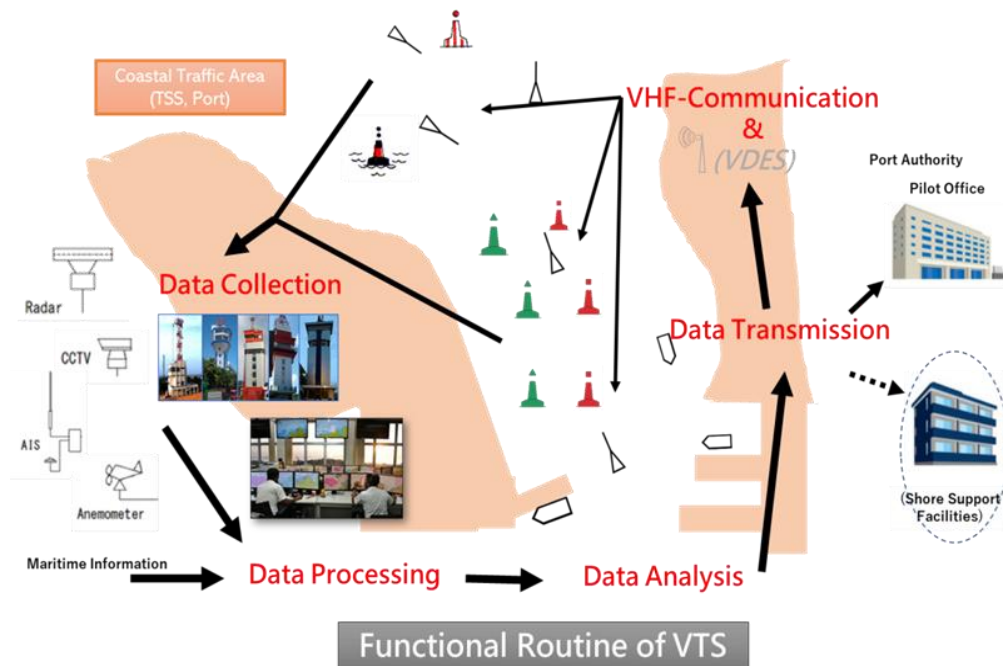 Coastal Traffic Area
(TSS, Port)
VHF-Communication
&
(VDES)
Port Authority
Pilot Office
Data Collection
Radar
CCTV
AIS
Anemometer
Data Transmission
(Shore Support
Facilities)
Maritime Information
Data Processing
Data Analysis
Functional Routine of VTS